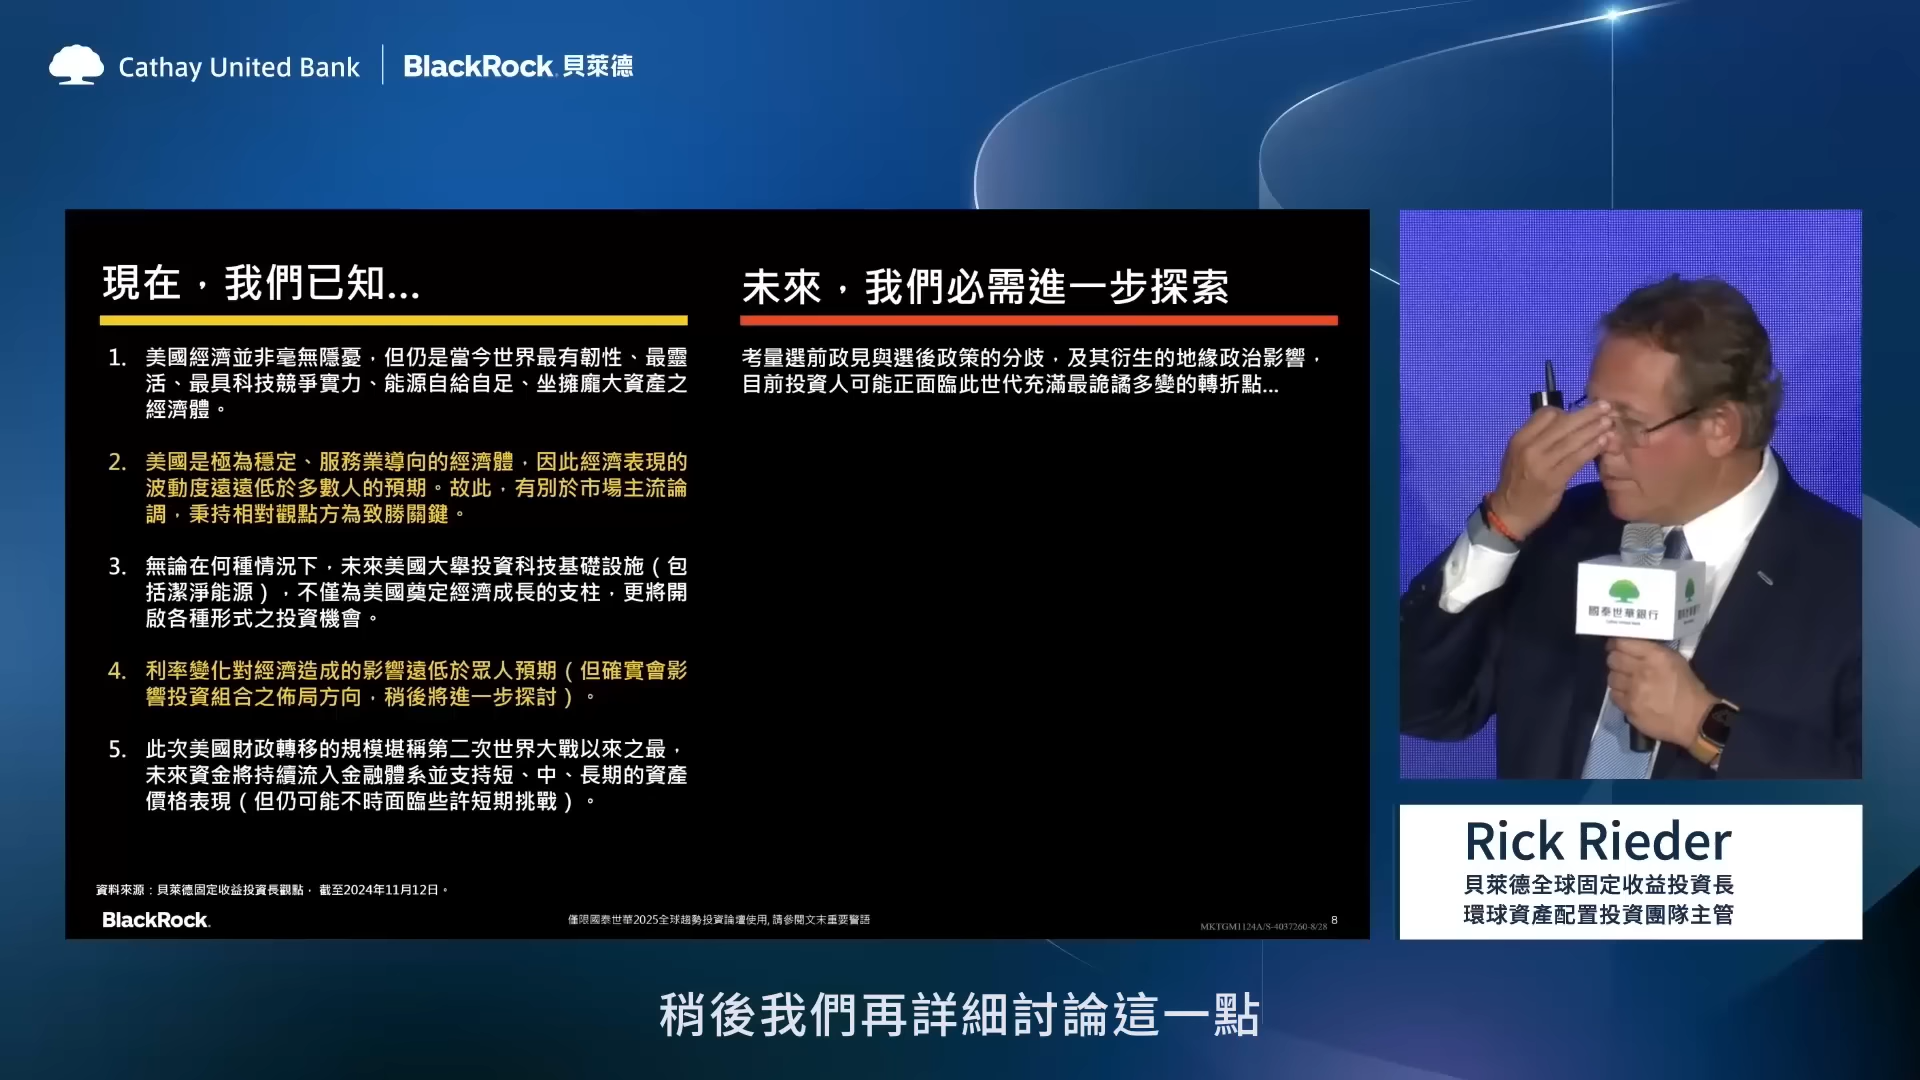 Cathay United Bank
BlackRock 貝萊德
現在，我們已知...
1. 美國經濟並非毫無隱憂，但仍是當今世界最有韌性、最靈
活、最具科技競爭實力、能源自給自足、坐擁龐大資產之
經濟體。
2. 美國是極為穩定、服務業導向的經濟體，因此經濟表現的
波動度遠遠低於多數人的預期。故此，有別於市場主流論
調，秉持相對觀點方為致勝關鍵。
3. 無論在何種情況下，未來美國大舉投資科技基礎設施（包
括潔淨能源），不僅為美國奠定經濟成長的支柱，更將開
啟各種形式之投資機會。
4. 利率變化對經濟造成的影響遠低於眾人預期（但確實會影
響投資組合之佈局方向，稍後將進一步探討）。
5. 此次美國財政轉移的規模堪稱第二次世界大戰以來之最，
未來資金將持續流入金融體系並支持短、中、長期的資產
價格表現（但仍可能不時面臨些許短期挑戰）。
未來，我們必需進一步探索
考量選前政見與選後政策的分歧，及其衍生的地緣政治影響，
目前投資人可能正面臨此世代充滿最詭譎多變的轉折點...
資料來源：貝萊德固定收益投資長觀點， 截至2024年11月12日。
BlackRock.
僅限國泰世華2025全球趨勢投資論壇使用, 請參閱文末重要警語
MKTGM1124A/S-4037260-8/28
8
國泰世華銀行
Rick Rieder
貝萊德全球固定收益投資長
環球資產配置投資團隊主管
稍後我們再詳細討論這一點